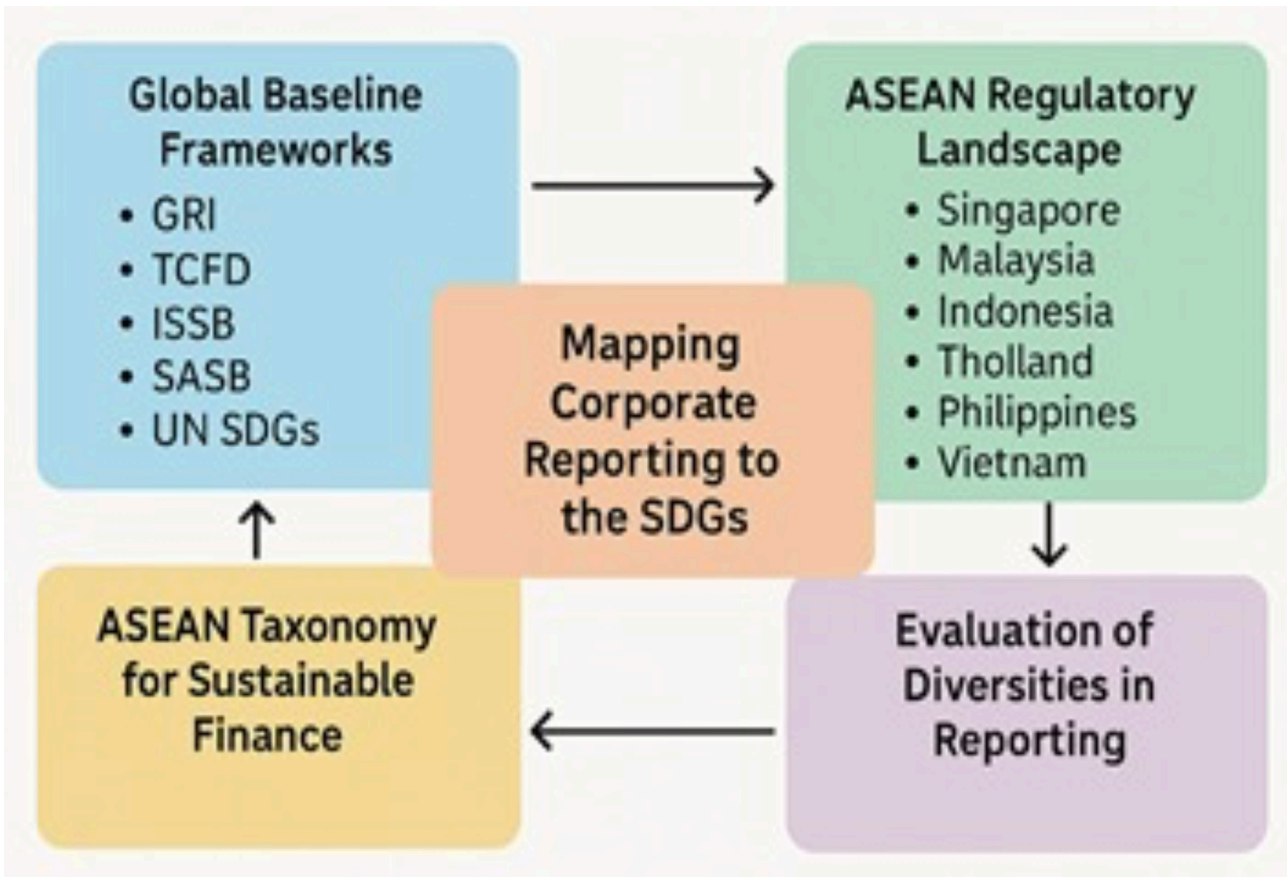 Global Baseline
Frameworks
• GRI
• TCFD
• ISSB
• SASB
• UN SDGs
ASEAN Regulatory
Landscape
• Singapore
• Malaysia
• Indonesia
• Tholland
• Philippines
• Vietnam
Mapping
Corporate
Reporting to
the SDGs
ASEAN Taxonomy
for Sustainable
Finance
Evaluation of
Diversities in
Reporting